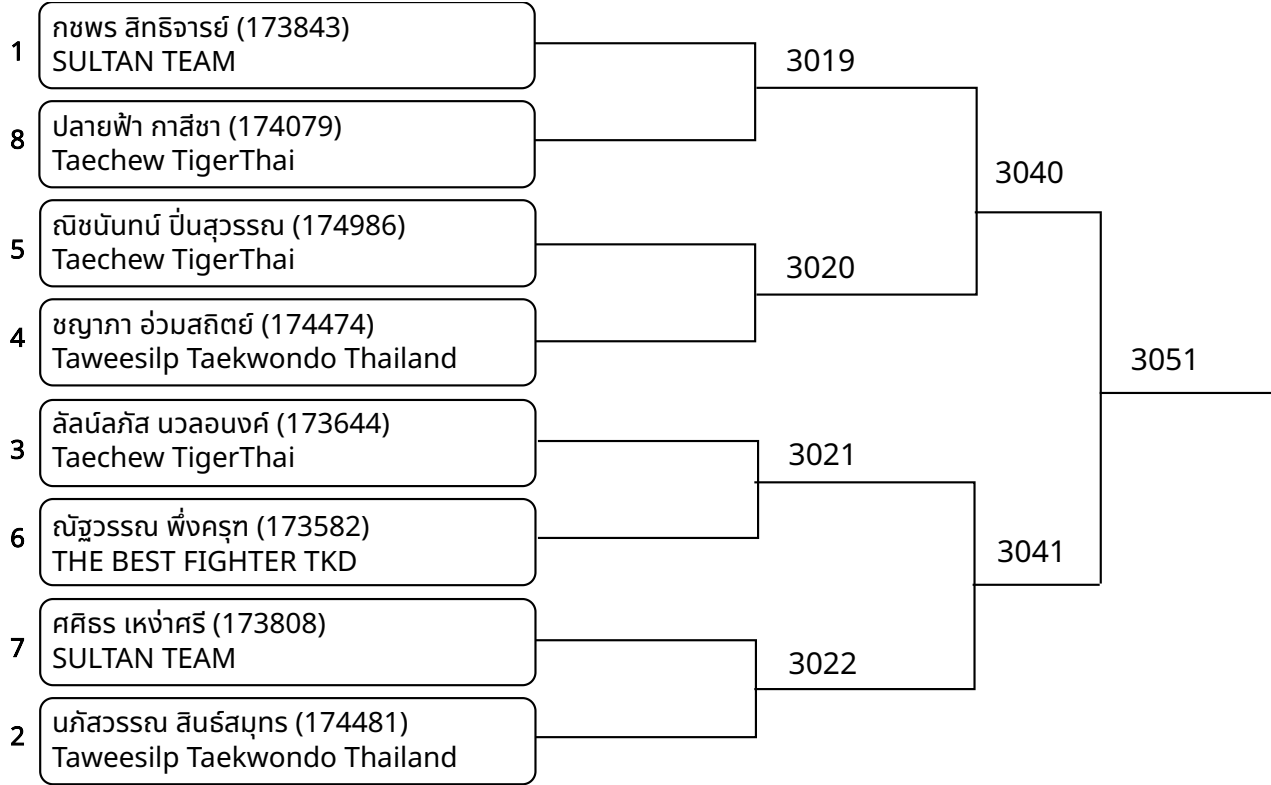 1
กชพร สิทธิจารย์ (173843)
SULTAN TEAM
8
ปลายฟ้า กาสีชา (174079)
Taechew TigerThai
5
ณิชนันทน์ ปิ่นสุวรรณ (174986)
Taechew TigerThai
4
ชญาภา อ่วมสถิตย์ (174474)
Taweesilp Taekwondo Thailand
3
ลัลน์ลภัส นวลอนงค์ (173644)
Taechew TigerThai
6
ณัฐวรรณ พึ่งครุฑ (173582)
THE BEST FIGHTER TKD
7
ศศิธร เหง่าศรี (173808)
SULTAN TEAM
2
นภัสวรรณ สินธ์สมุทร (174481)
Taweesilp Taekwondo Thailand
3019
3020
3021
3022
3040
3041
3051